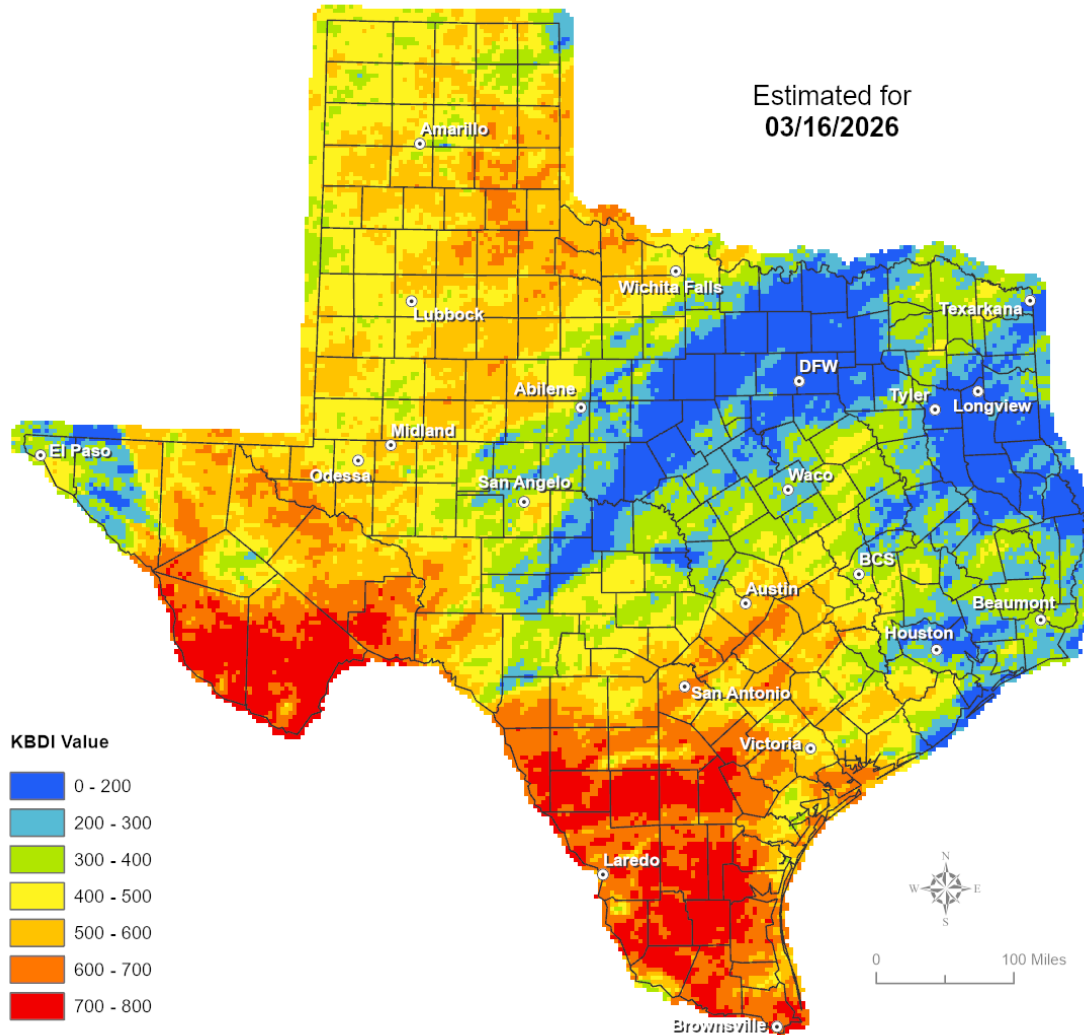 Estimated for
03/16/2026
Amarillo
Wichita Falls
Lubbock
Texarkana
DFW
Abilene
Tyler
Longview
Midland
El Paso
Odessa
San Angelo
Waco
BCS
Austin
Beaumont
Houston
San Antonio
Victoria
KBDI Value
0 - 200
200 - 300
300 - 400
400 - 500
500 - 600
600 - 700
700 - 800
Laredo
N
W E
S
0 100 Miles
Brownsville